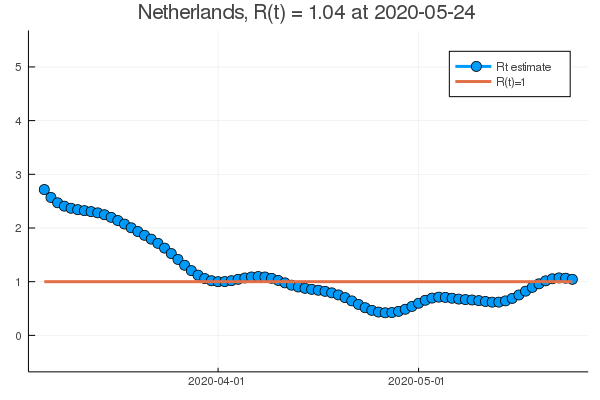 Netherlands, R(t) = 1.04 at 2020-05-24
5
Rt estimate
R(t)=1
4
3
2
1
0
2020-04-01
2020-05-01